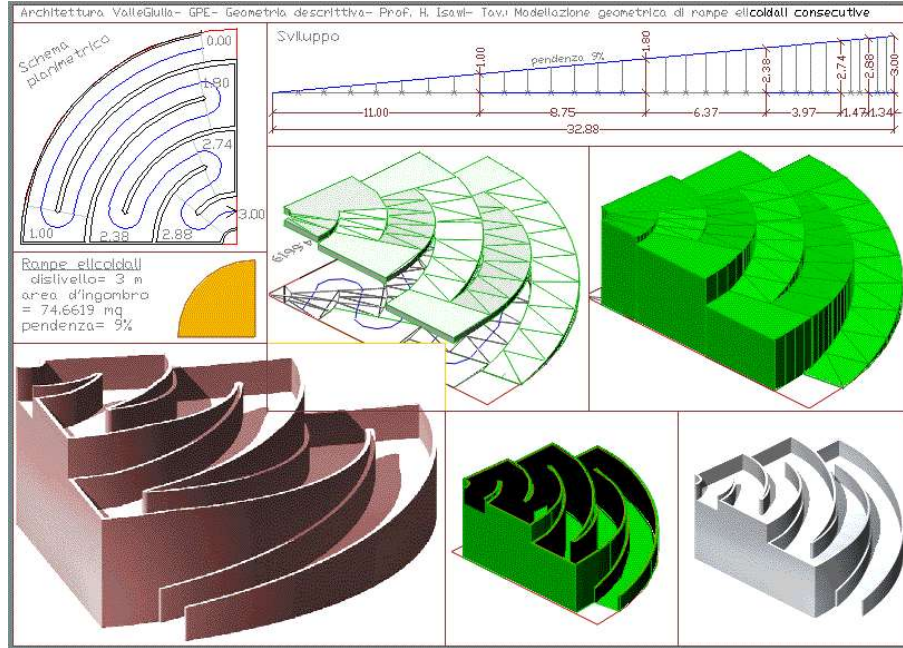 Architettura ValleGiulia- GPE- Geometria descrittiva- Prof. H. Isawi- Tav.: Modellazione geometrica di rampe elicoidali consecutive
Schema
planimetrico
0.00
1.80
2.74
3.00
1.00
2.38
2.88
Sviluppo
pendenza 9%
1.00
1.80
2.38
2.74
2.88
3.00
11.00
8.75
6.37
3.97
1.47
1.34
32.88
Rampe elicoidali
dislivello= 3 m
area d'ingombro
= 74.6619 mq
pendenza= 9%